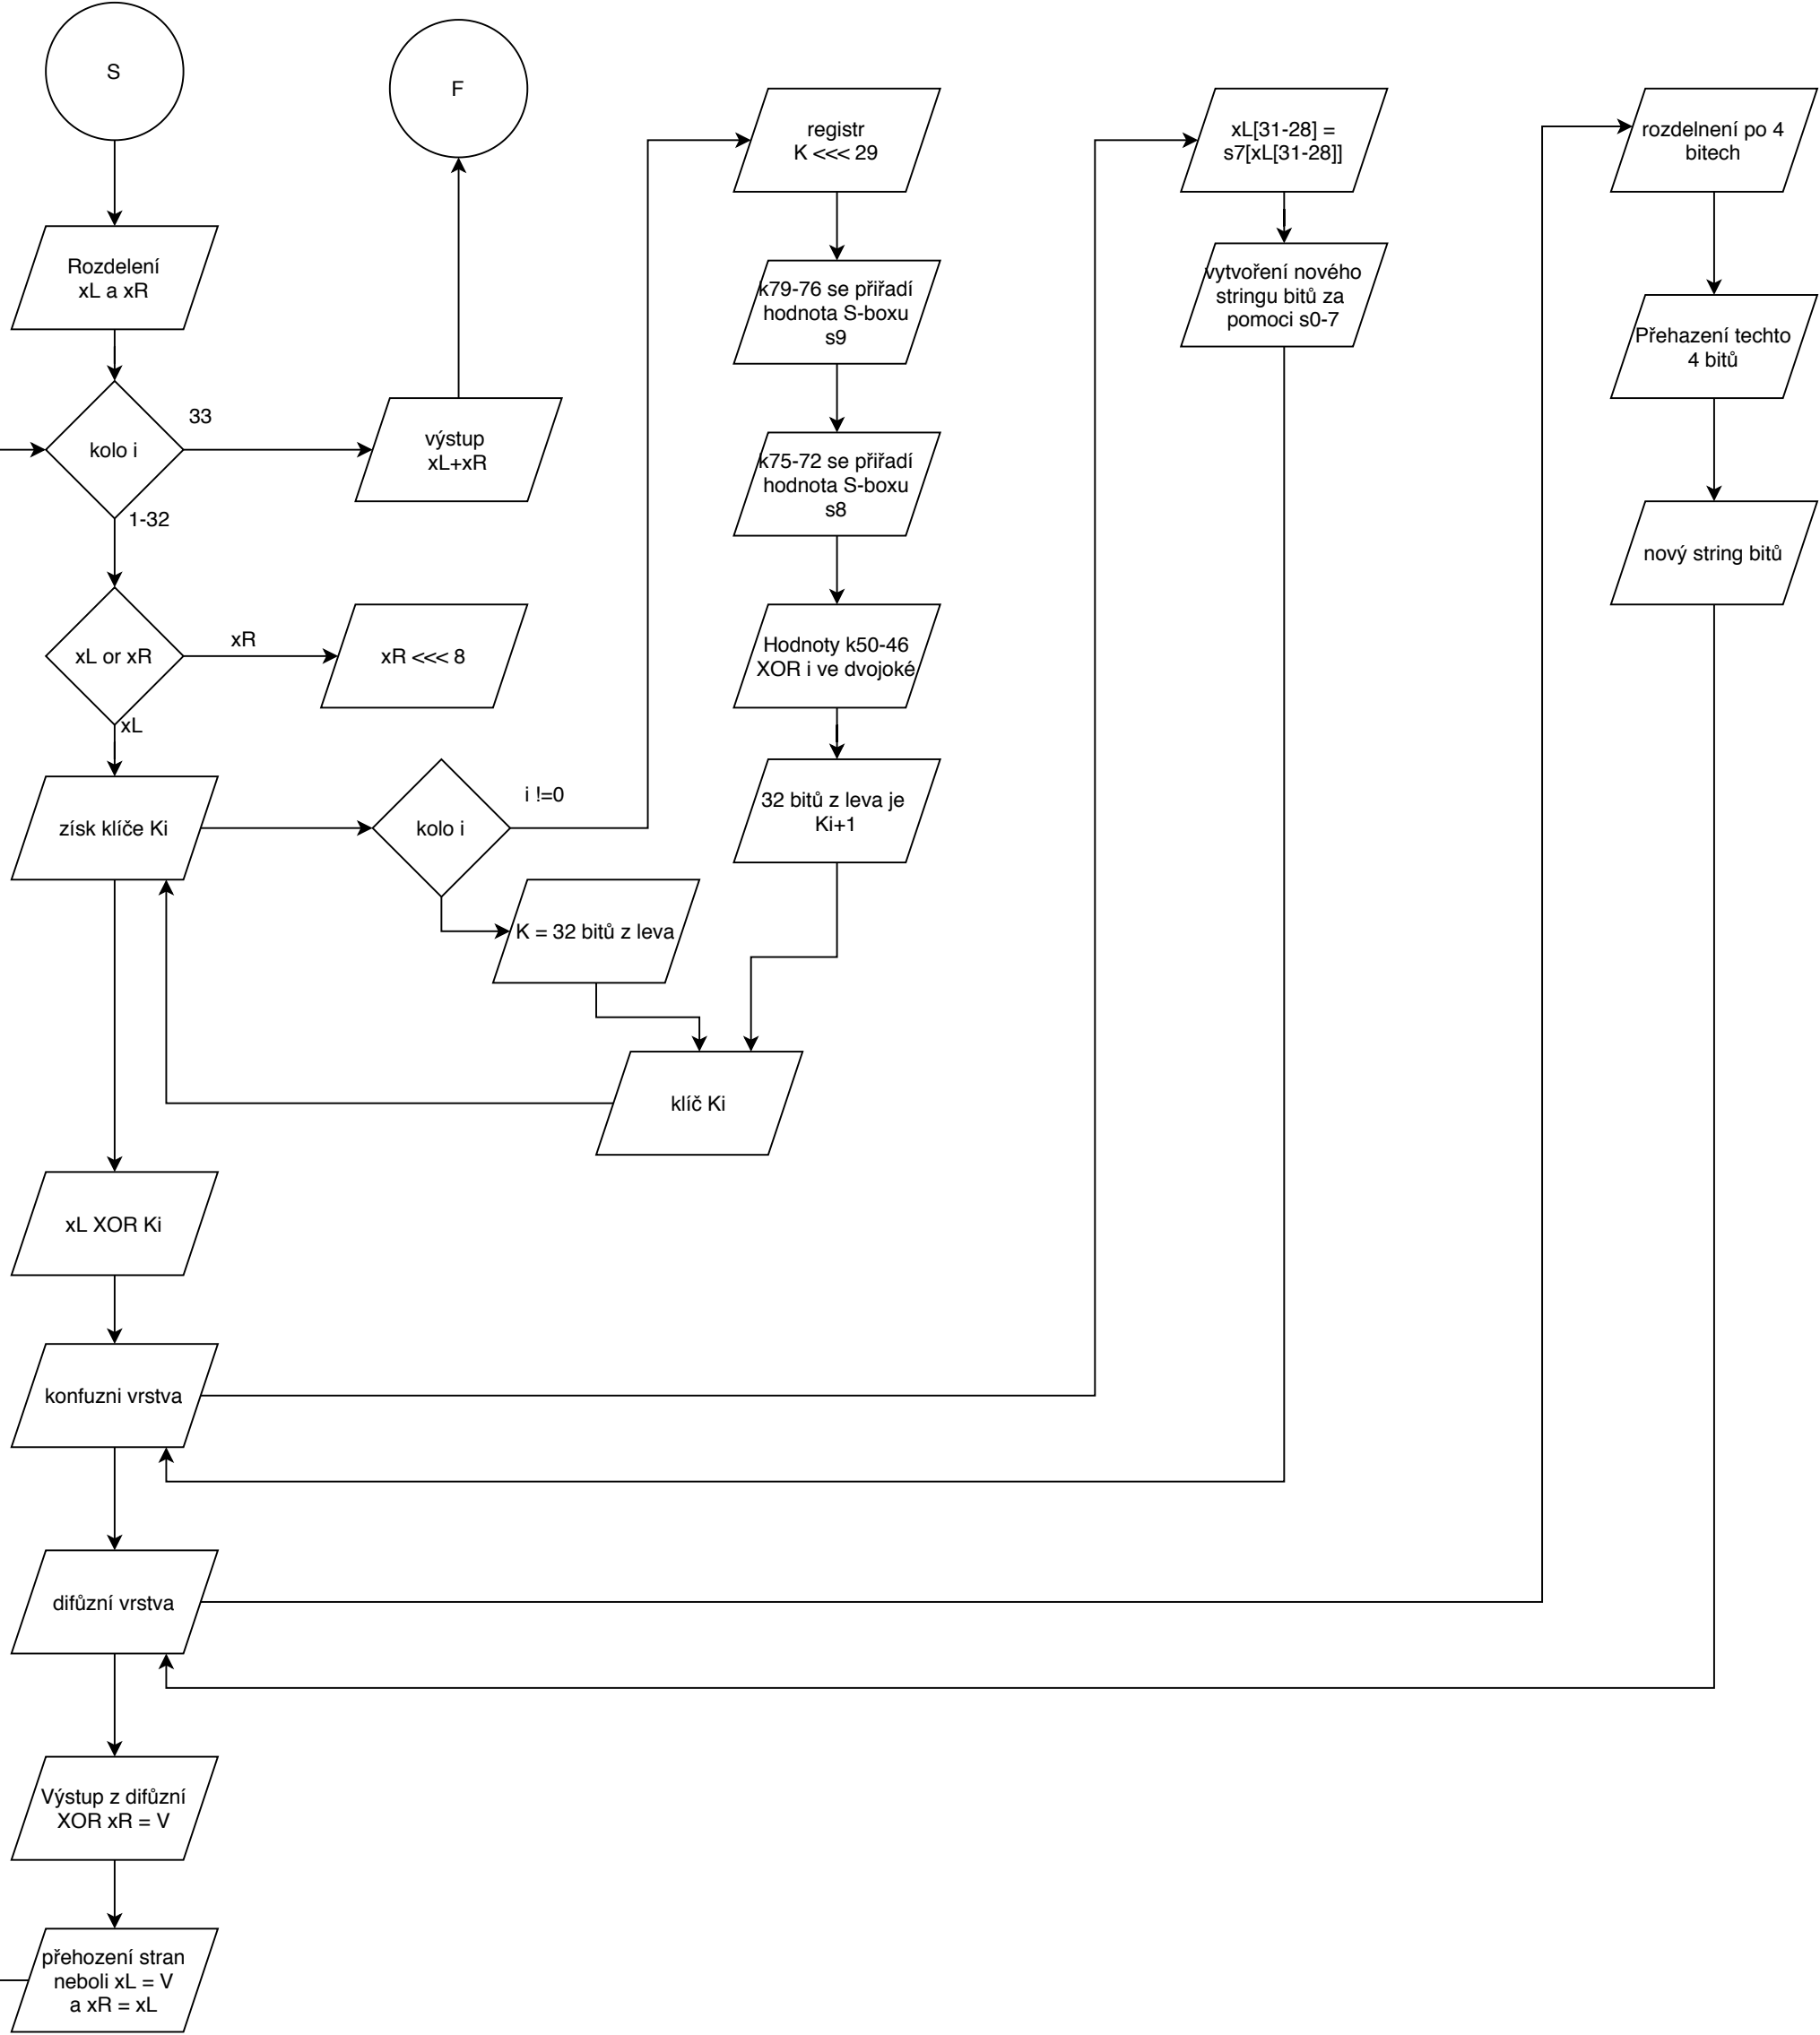 S
F
Rozdelení
xL a xR
kolo i
33
1-32
výstup
xL+xR
xL or xR
xR
xL
xR <<< 8
získ klíče Ki
kolo i
i !=0
K = 32 bitů z leva
klíč Ki
registr
K <<< 29
k79-76 se přiřadí
hodnota S-boxu
s9
k75-72 se přiřadí
hodnota S-boxu
s8
Hodnoty k50-46
XOR i ve dvojoké
32 bitů z leva je
Ki+1
xL XOR Ki
konfuzni vrstva
xL[31-28] =
s7[xL[31-28]]
vytvoření nového
stringu bitů za
pomoci s0-7
difůzní vrstva
rozdelnení po 4
bitech
Přehazení techto
4 bitů
nový string bitů
Výstup z difůzní
XOR xR = V
přehození stran
neboli xL = V
a xR = xL